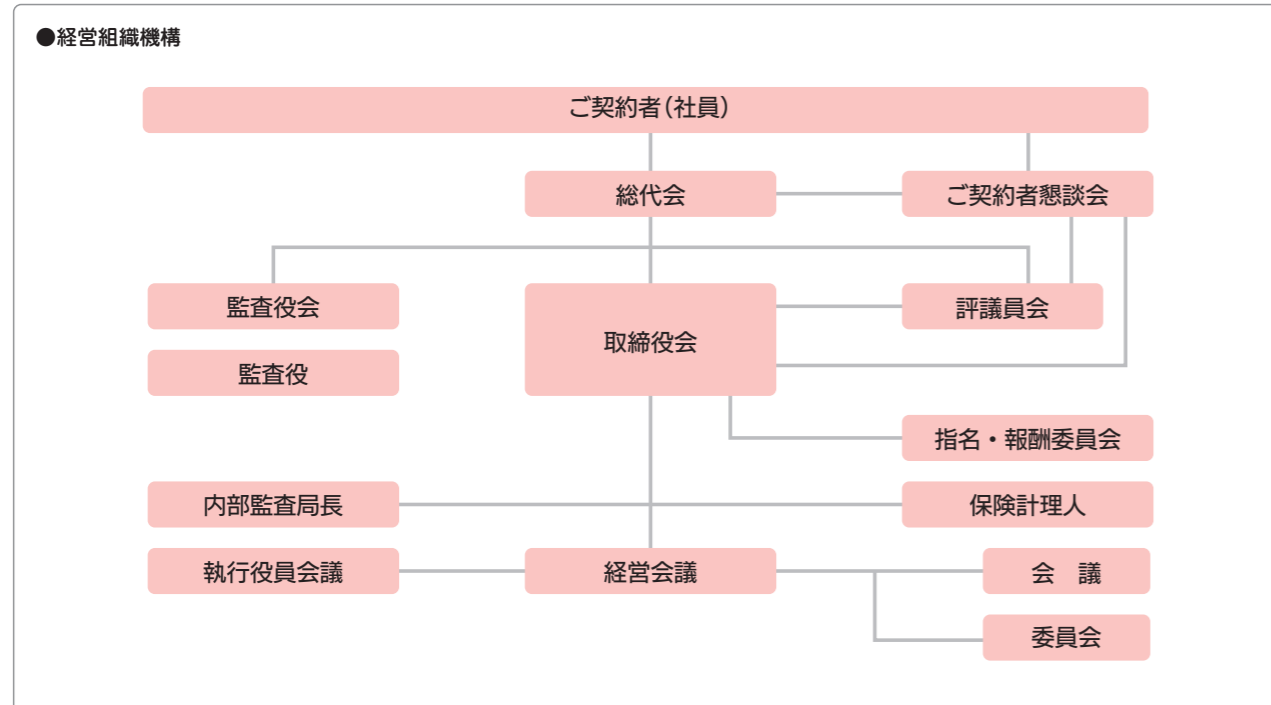 ●経営組織機構
ご契約者(社員)
総代会
ご契約者懇談会
監査役会
取締役会
評議員会
監査役
指名・報酬委員会
内部監査局長
保険計理人
執行役員会議
経営会議
会　議
委員会